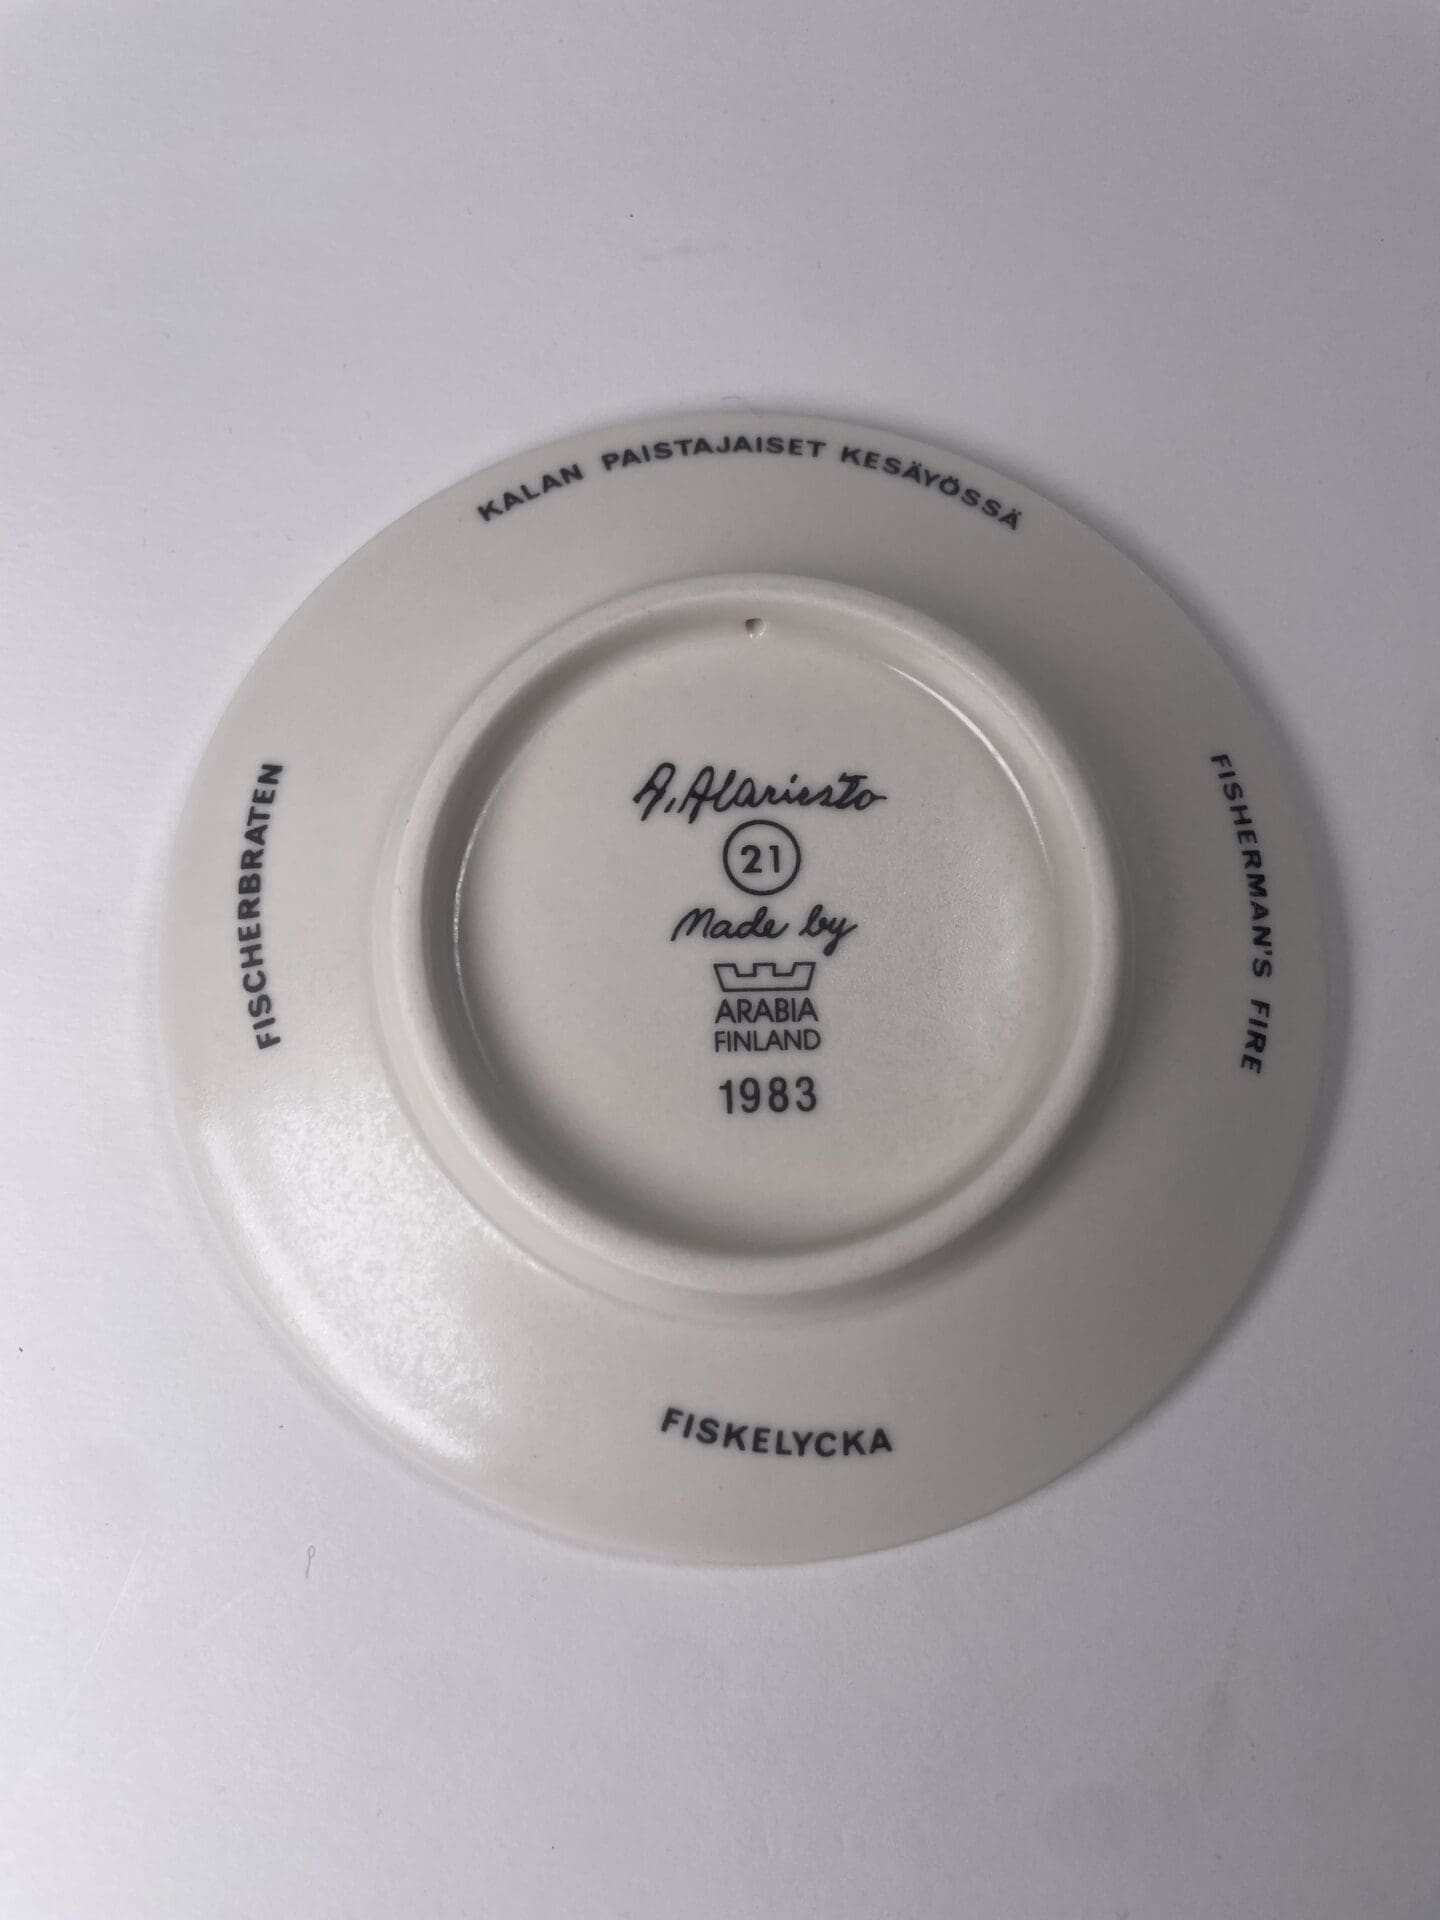 KALAN PAISTAJAISET KESÄYÖSSÄ
FISCHERBRATEN
FISHERMAN'S FIRE
A. Alariesto
21
Made by
ARABIA
FINLAND
1983
FISKELYCKA